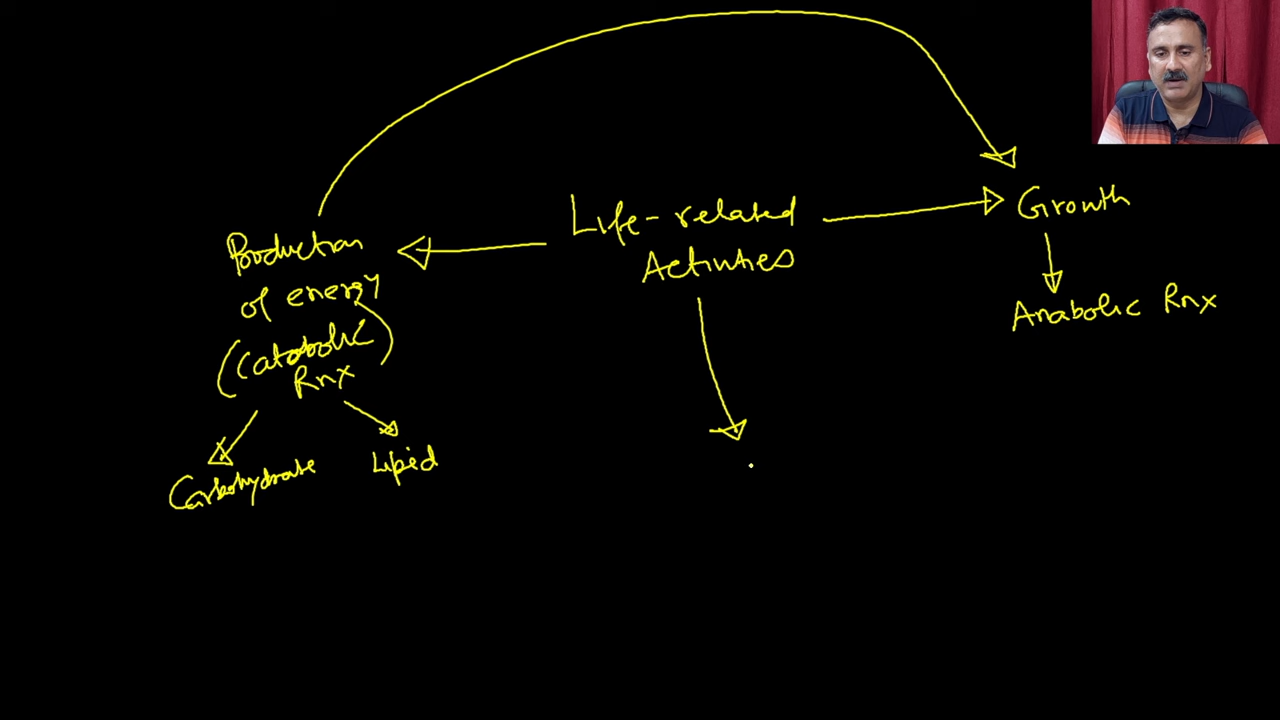 Life-related
Activities
Production
of energy
(Catabolic
Rnx)
Carbohydrate
Lipid
Growth
Anabolic Rnx